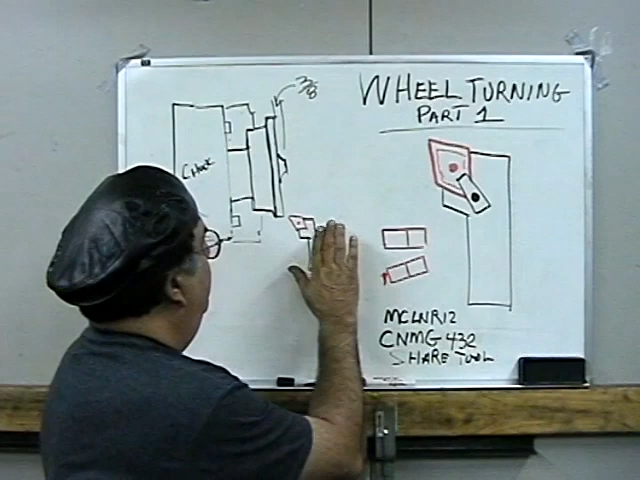 WHEEL TURNING
PART 1
3/8
CHUCK
MCLNR12
CNMG 432
SHARE TOOL